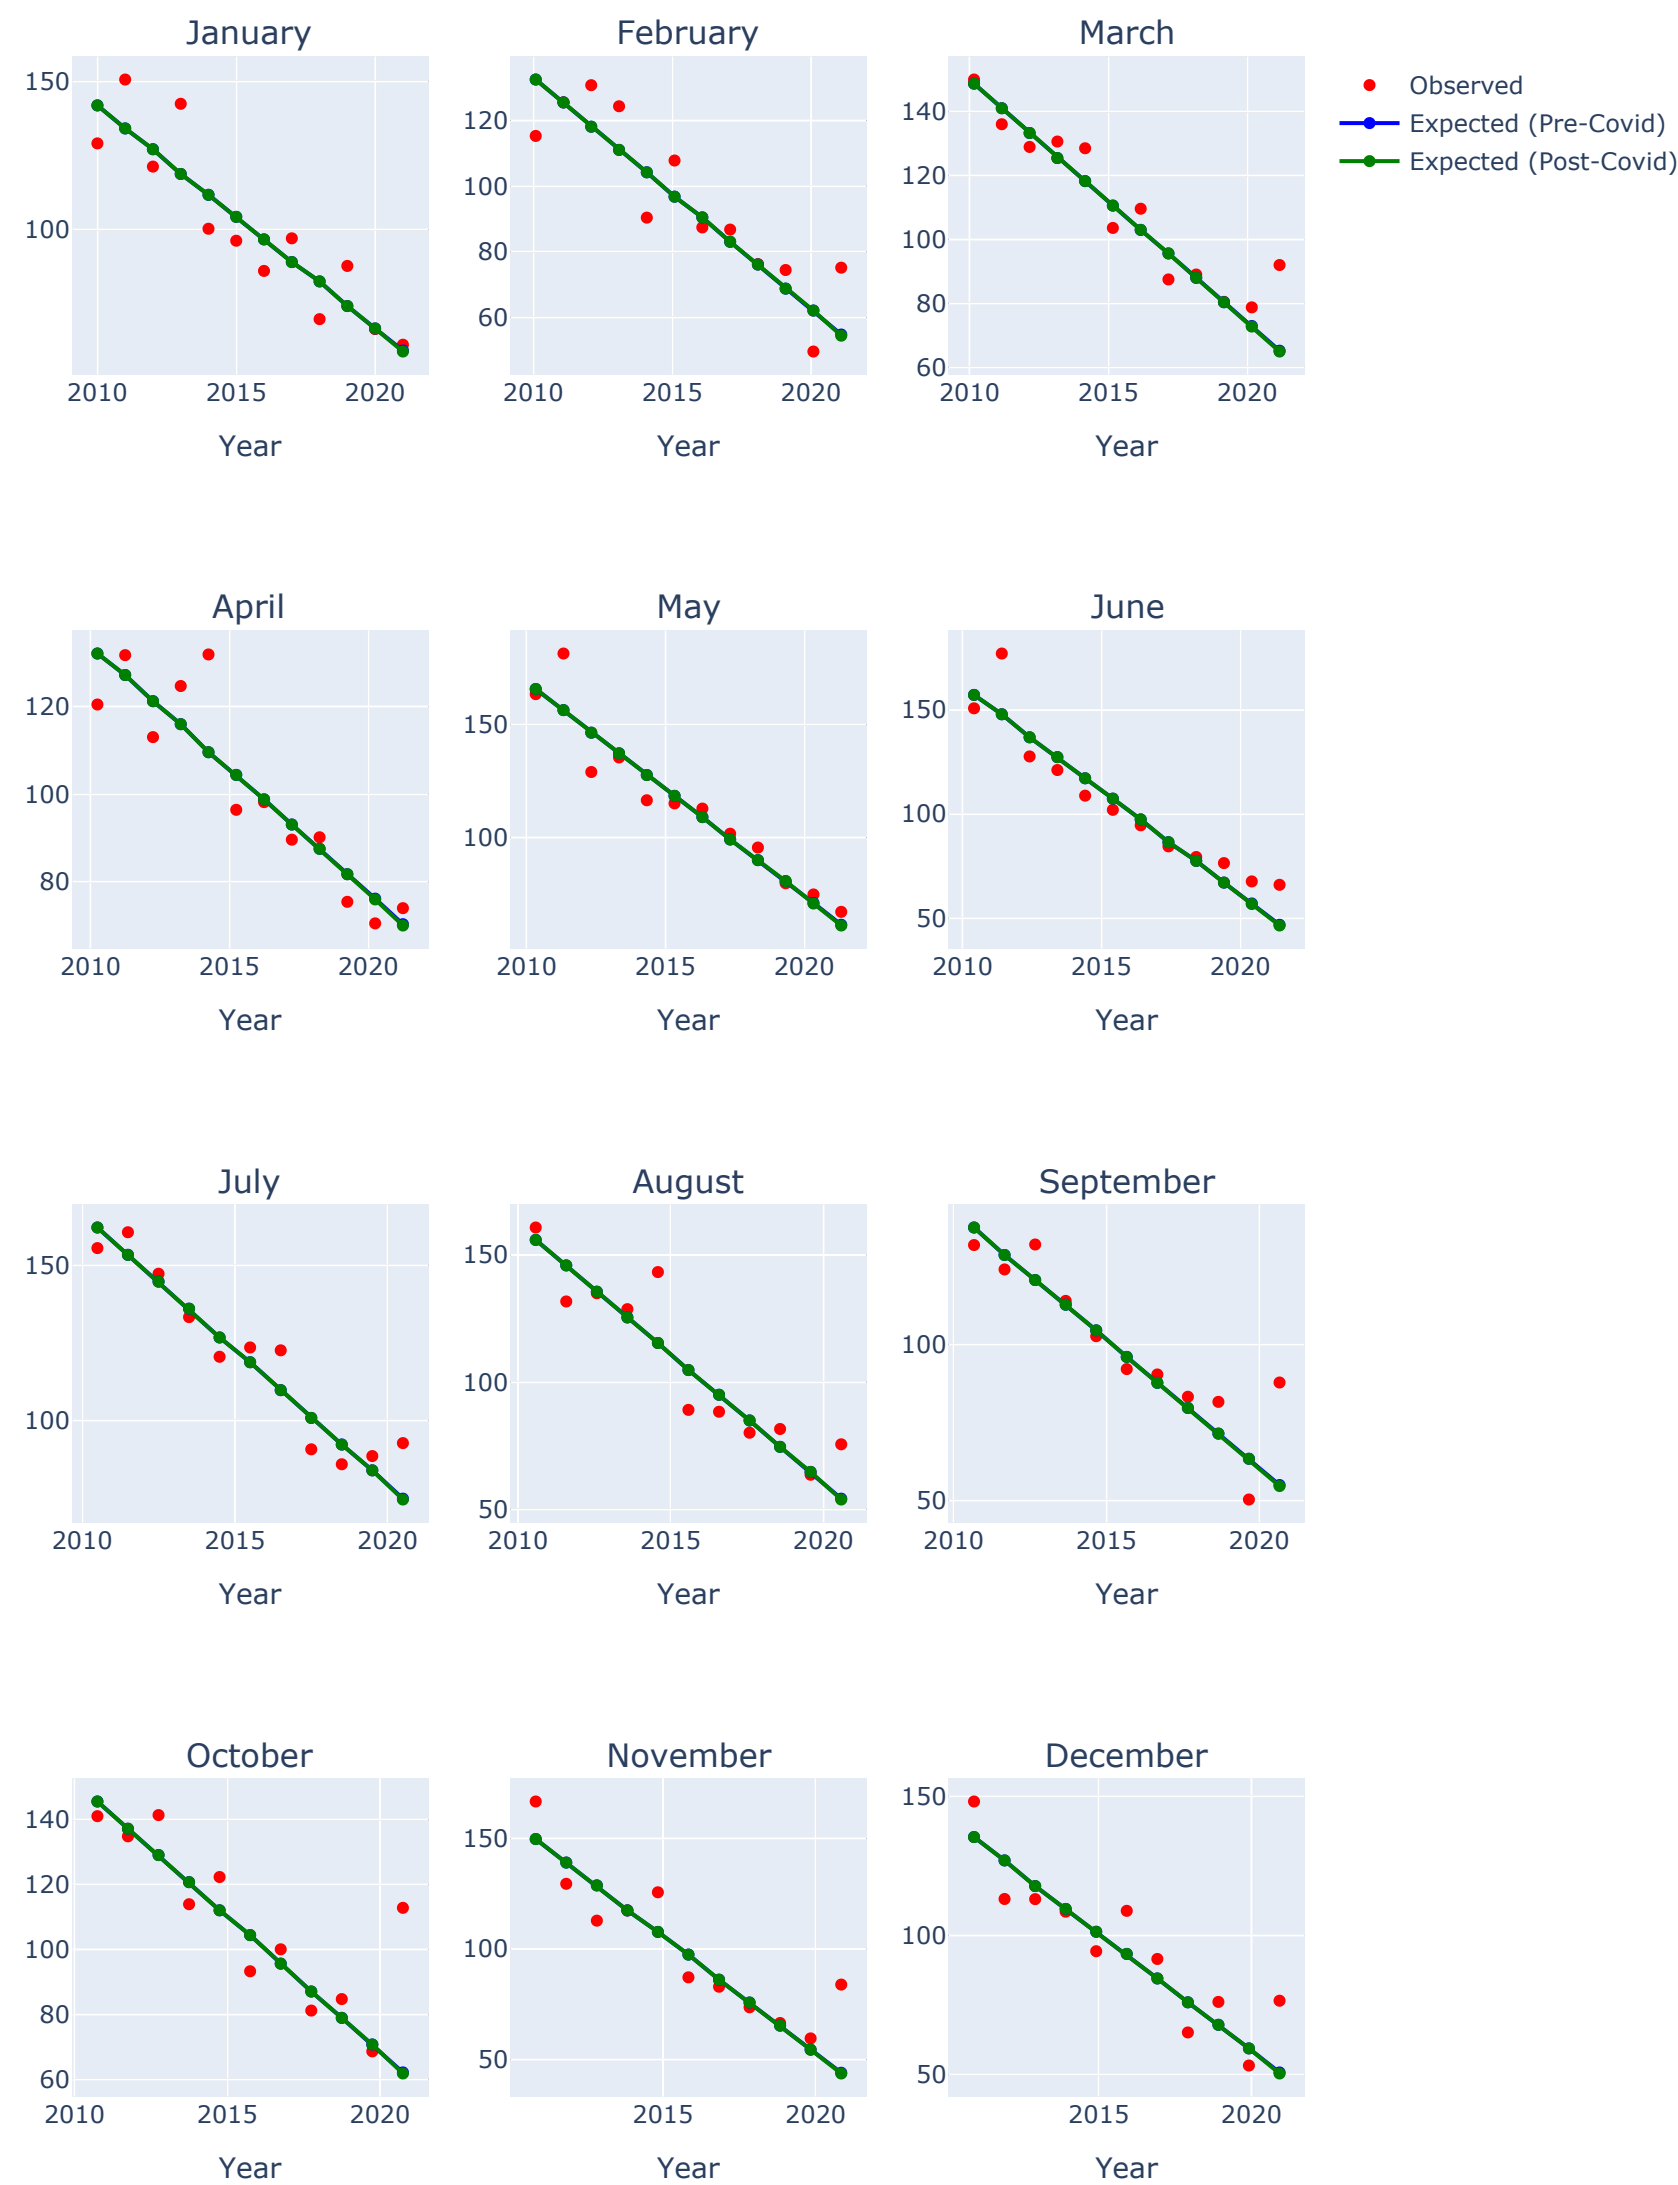 January
February
March
150
100
2010
2015
2020
Year
120
100
80
60
2010
2015
2020
Year
140
120
100
80
60
2010
2015
2020
Year
Observed
Expected (Pre-Covid)
Expected (Post-Covid)
April
May
June
120
100
80
2010
2015
2020
Year
150
100
2010
2015
2020
Year
150
100
50
2010
2015
2020
Year
July
August
September
150
100
2010
2015
2020
Year
150
100
50
2010
2015
2020
Year
100
50
2010
2015
2020
Year
October
November
December
140
120
100
80
60
2010
2015
2020
Year
150
100
50
2015
2020
Year
150
100
50
2015
2020
Year